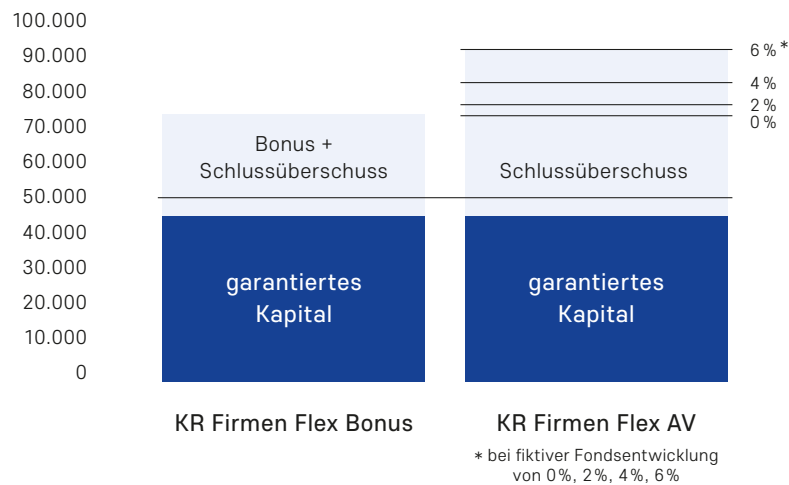 100.000
90.000
80.000
70.000
60.000
50.000
40.000
30.000
20.000
10.000
0
Bonus +
Schlussüberschuss
garantiertes
Kapital
KR Firmen Flex Bonus
6 % *
4 %
2 %
0 %
Schlussüberschuss
garantiertes
Kapital
KR Firmen Flex AV
* bei fiktiver Fondsentwicklung
von 0 %, 2 %, 4 %, 6 %